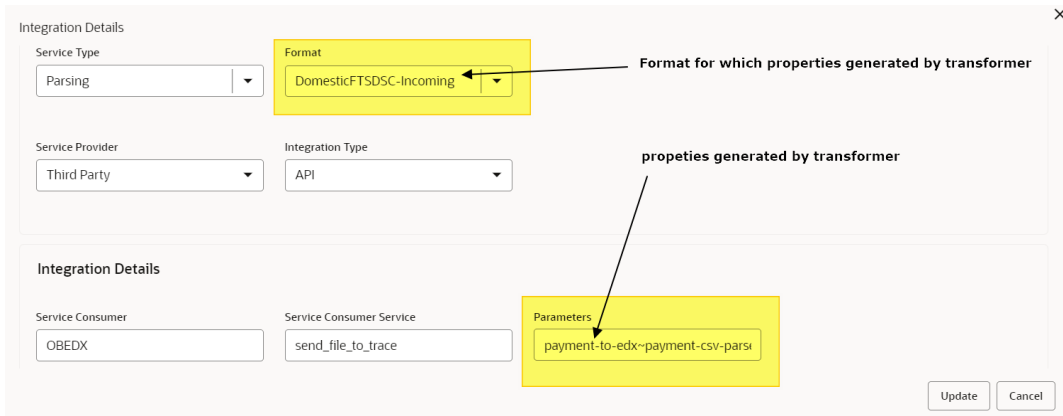 Integration Details
Service Type
Format
Parsing
DomesticFTSDSC-Incoming
Format for which properties generated by transformer
Service Provider
Integration Type
propeties generated by transformer
Third Party
API
Integration Details
Service Consumer
Service Consumer Service
Parameters
OBEDX
send_file_to_trace
payment-to-edx~payment-csv-parse
Update
Cancel